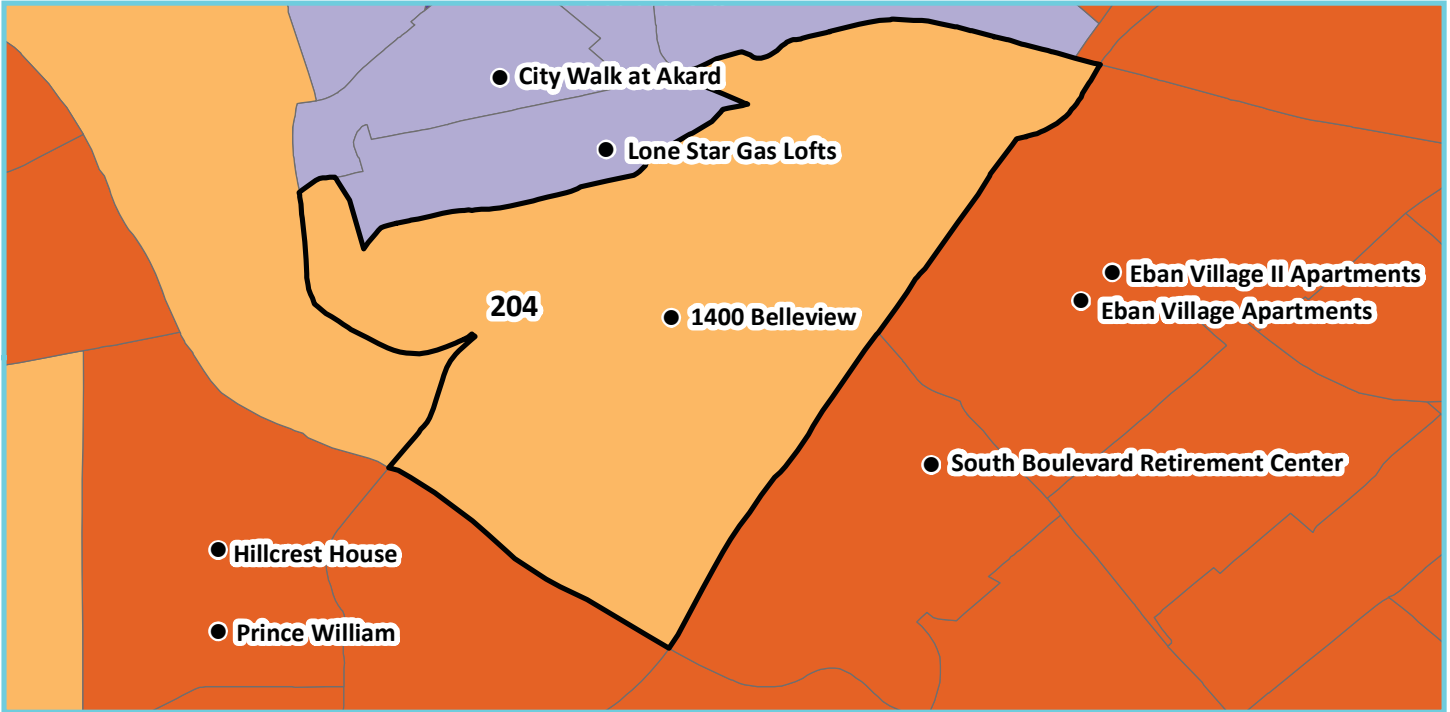 City Walk at Akard
Lone Star Gas Lofts
Eban Village II Apartments
204
1400 Belleview
Eban Village Apartments
South Boulevard Retirement Center
Hillcrest House
Prince William